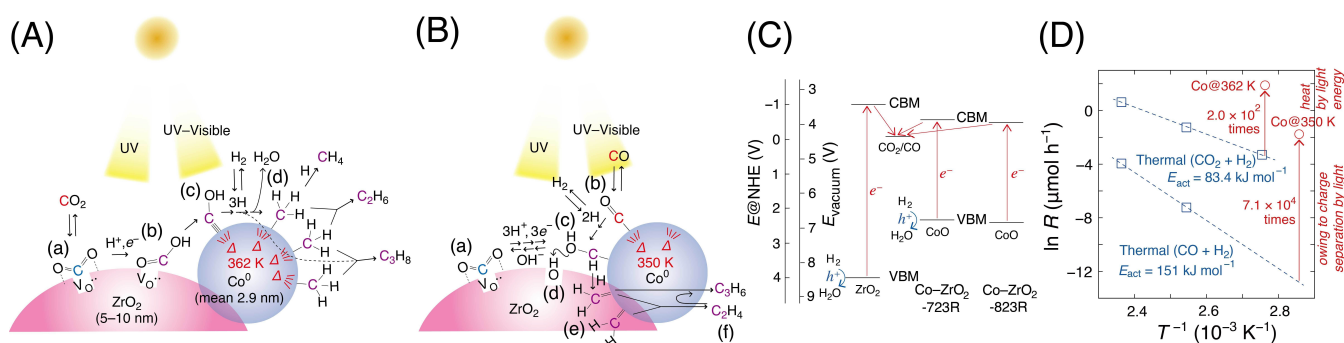 (A)
UV–Visible
UV
CO2
(a)
O
C
O
VO··
H+,e−
(b)
OH
O
C
VO··
(c)
OH
O
C
H2
H2O
3H
(d)
CH4
H
H
C–H
C2H6
H
C
H
H
C3H8
H
C
H
H
362 K
Co0
(mean 2.9 nm)
ZrO2
(5–10 nm)
(B)
UV–Visible
UV
CO
(b)
H2
2H
O
C
(a)
O
C
O
VO··
3H+,3e−
OH−
(c)
H
O
C
H
H
O
H
(d)
350 K
Co0
ZrO2
H
H
C
(e)
H
C
H
C3H6
C2H4
(f)
(C)
E@NHE (V)
−1
0
1
2
3
4
Evacuum (V)
3
4
5
6
7
8
9
CBM
CBM
CO2/CO
e−
e−
e−
H2
h+
H2O
VBM
CoO
CoO
H2
h+
H2O
VBM
ZrO2
Co–ZrO2
-723R
Co–ZrO2
-823R
(D)
ln R (μmol h−1)
0
−4
−8
−12
Co@362 K
2.0 × 10²
times
Co@350 K
Thermal (CO2 + H2)
Eact = 83.4 kJ mol−1
7.1 × 10⁴
times
Thermal (CO + H2)
Eact = 151 kJ mol−1
2.4
2.6
2.8
T −1 (10−3 K−1)
heat
by light
energy
owing to charge
separation by light